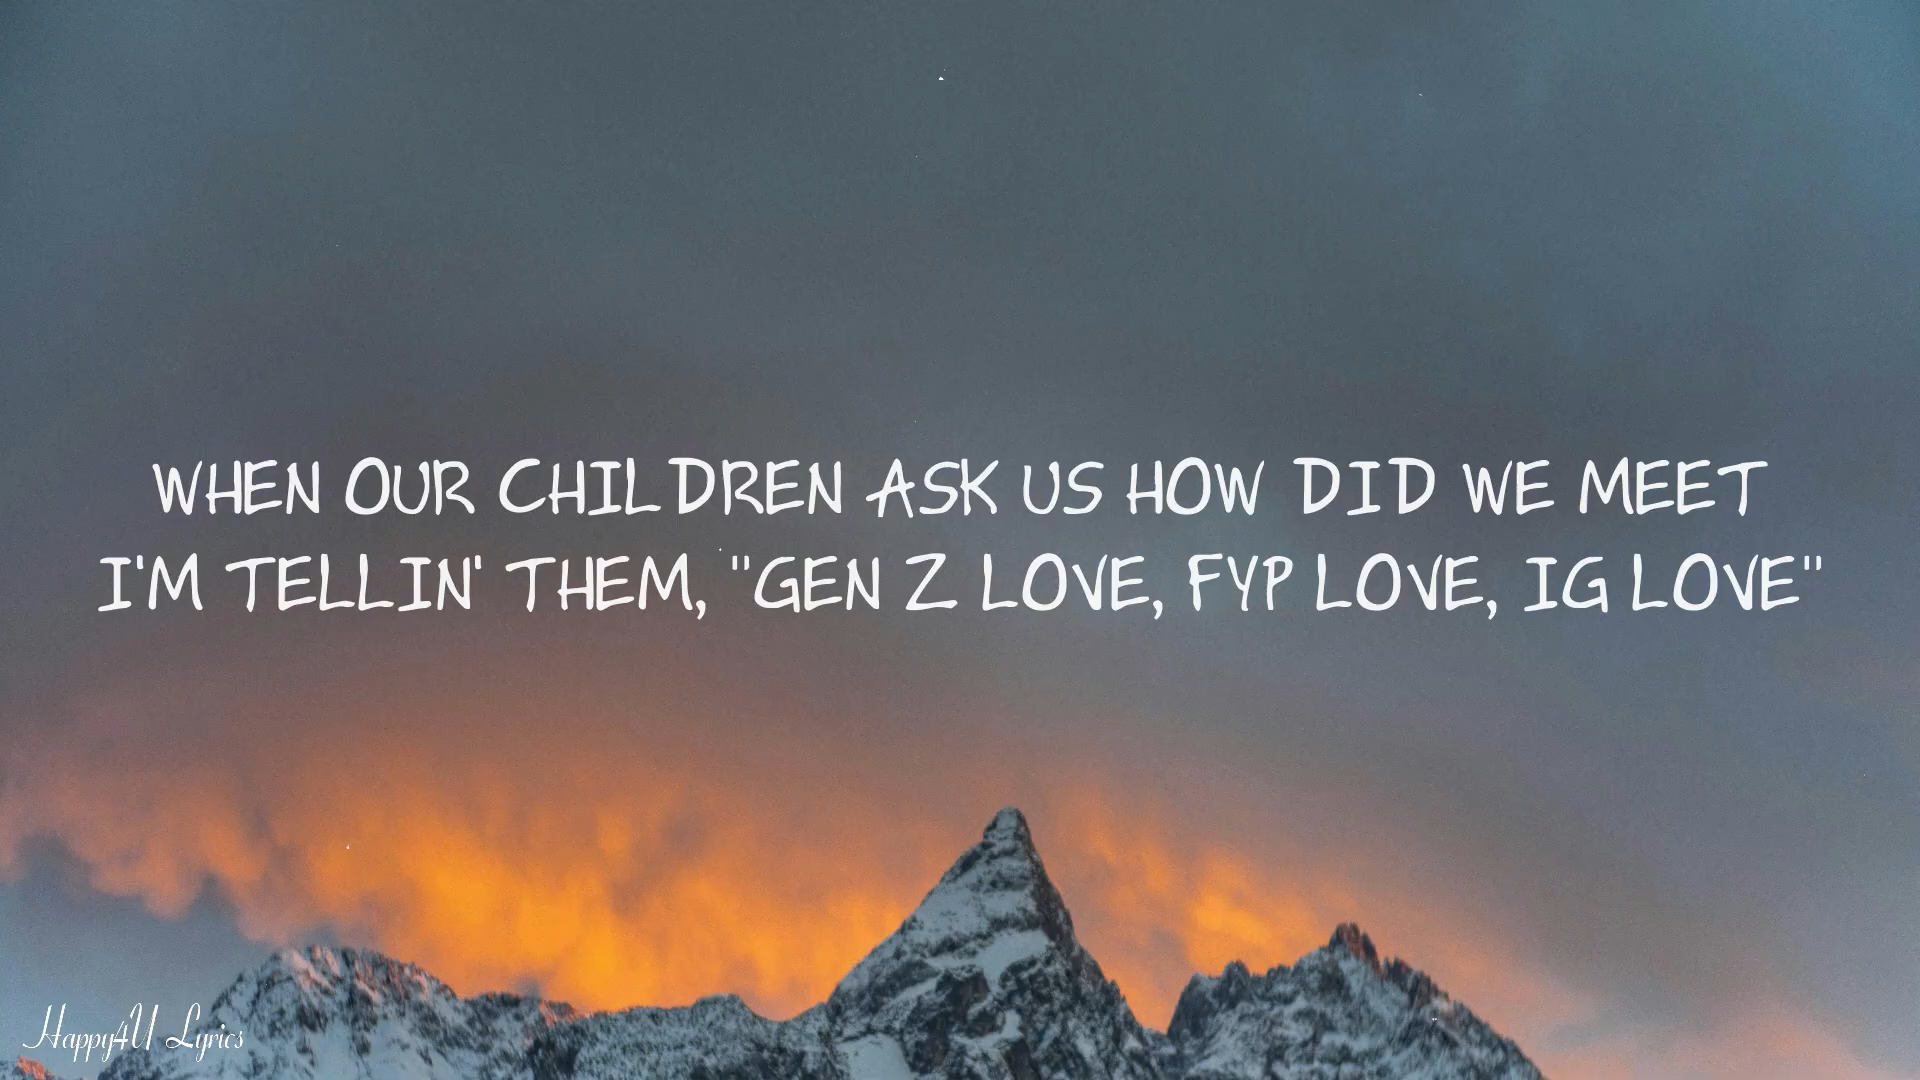 WHEN OUR CHILDREN ASK US HOW DID WE MEET
I'M TELLIN' THEM, "GEN Z LOVE, FYP LOVE, IG LOVE"
Happy4U Lyrics